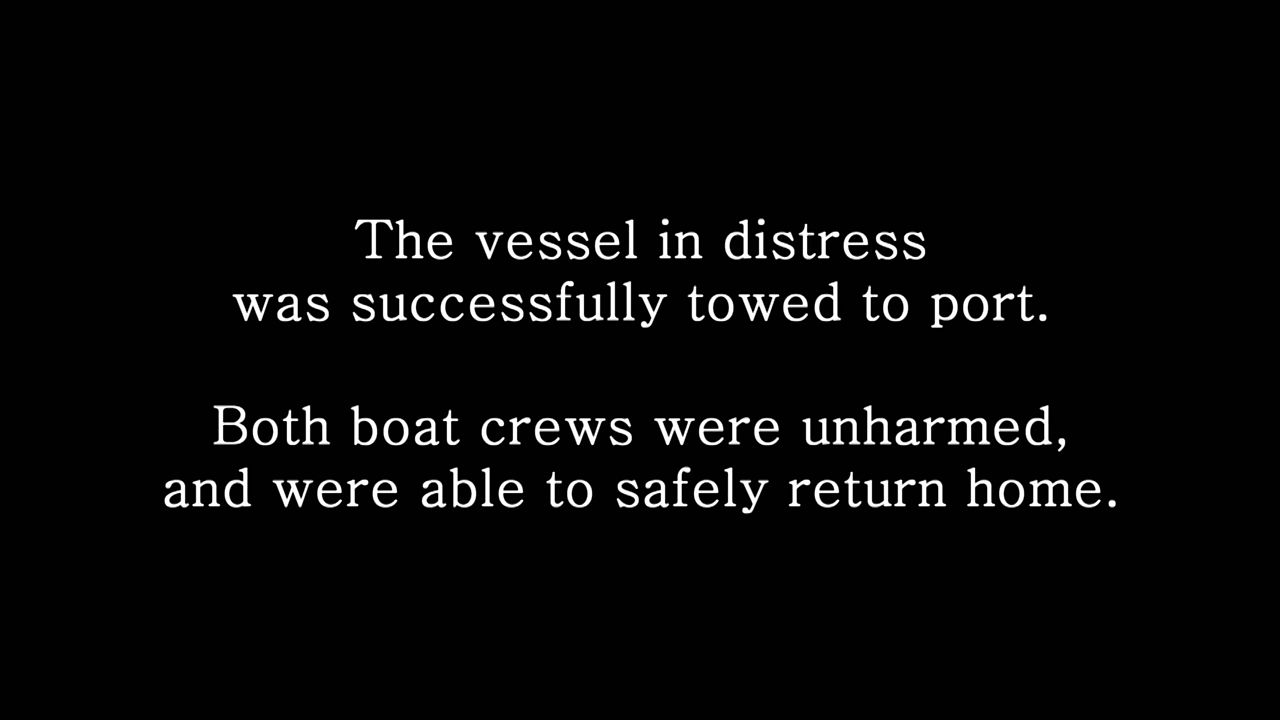 The vessel in distress
was successfully towed to port.
Both boat crews were unharmed,
and were able to safely return home.